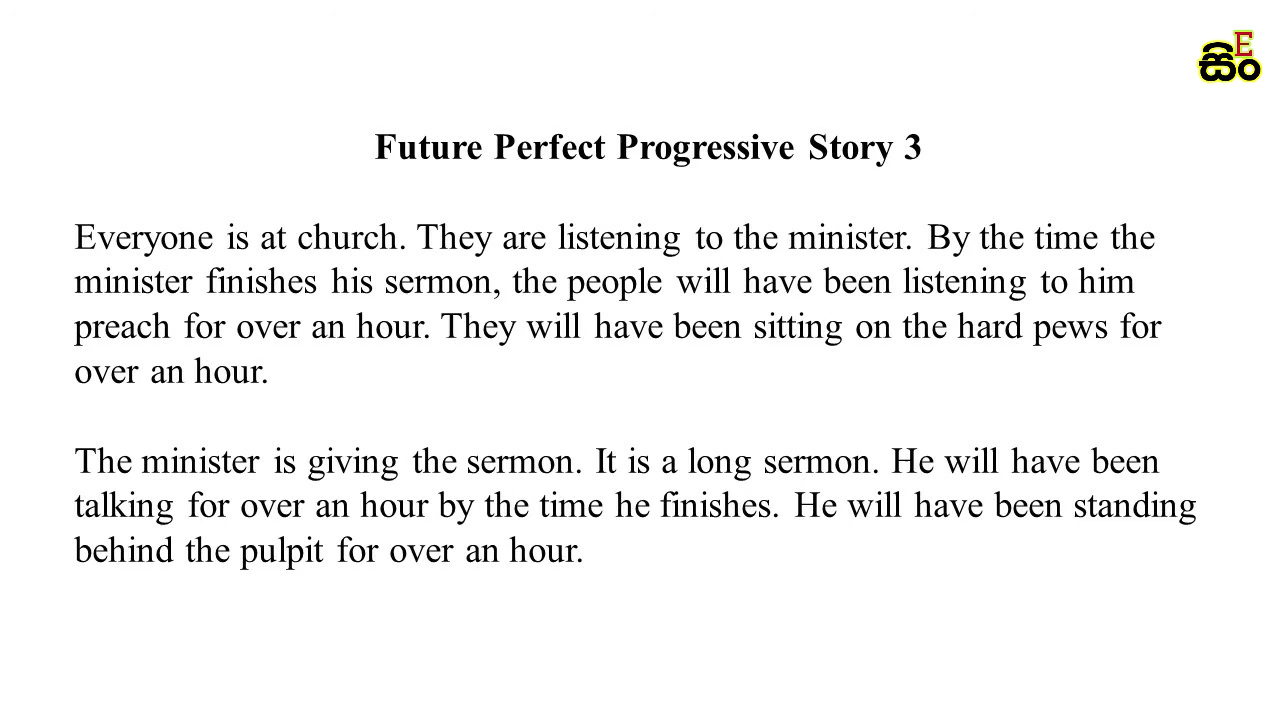 සිංE
Future Perfect Progressive Story 3
Everyone is at church. They are listening to the minister. By the time the
minister finishes his sermon, the people will have been listening to him
preach for over an hour. They will have been sitting on the hard pews for
over an hour.
The minister is giving the sermon. It is a long sermon. He will have been
talking for over an hour by the time he finishes. He will have been standing
behind the pulpit for over an hour.